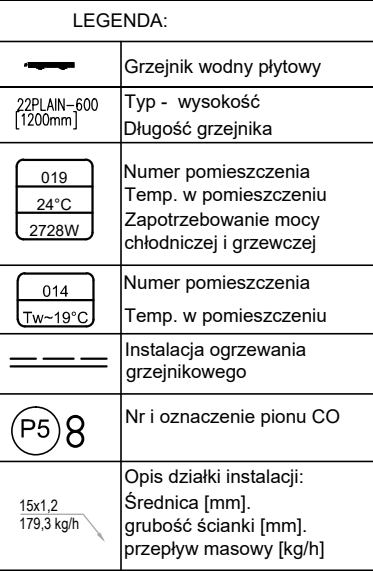 LEGENDA:
Grzejnik wodny płytowy
22PLAIN-600
[1200mm]
Typ - wysokość
Długość grzejnika
019
24°C
2728W
Numer pomieszczenia
Temp. w pomieszczeniu
Zapotrzebowanie mocy
chłodniczej i grzewczej
014
Tw~19°C
Numer pomieszczenia
Temp. w pomieszczeniu
Instalacja ogrzewania
grzejnikowego
P5 8
Nr i oznaczenie pionu CO
15x1,2
179,3 kg/h
Opis działki instalacji:
Średnica [mm].
grubość ścianki [mm].
przepływ masowy [kg/h]